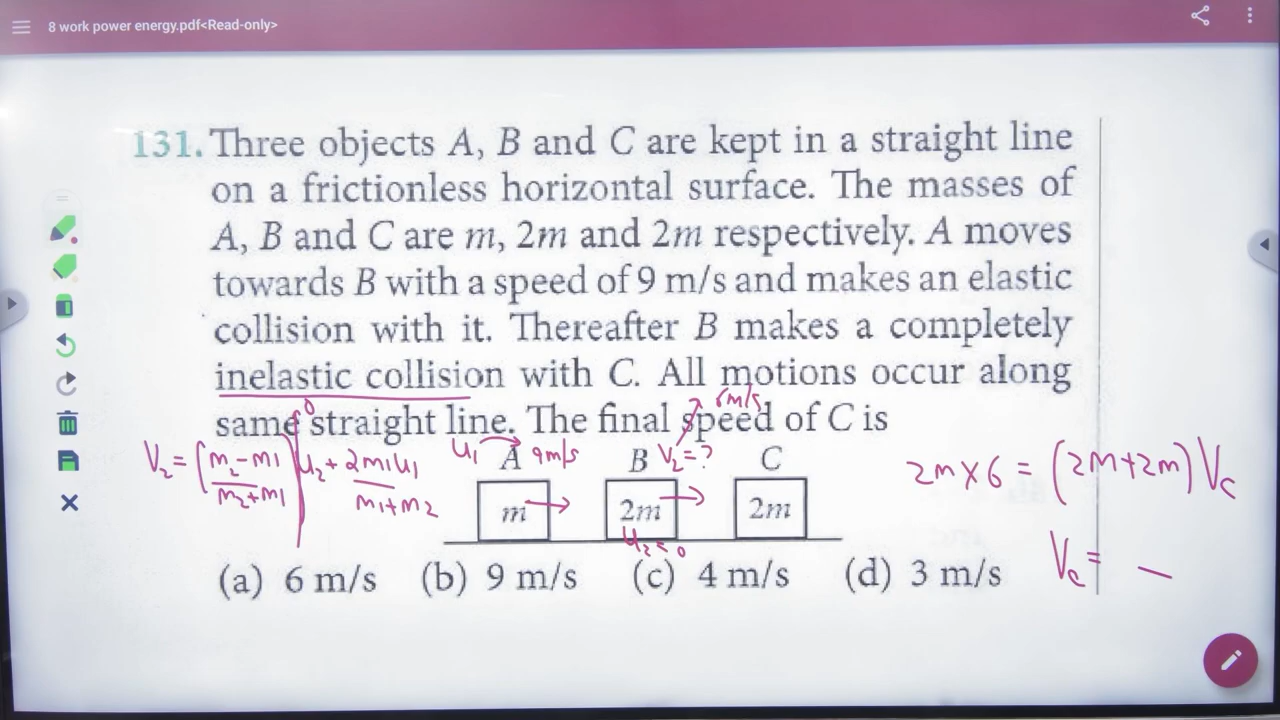 8 work power energy.pdf<Read-only>
131. Three objects A, B and C are kept in a straight line
on a frictionless horizontal surface. The masses of
A, B and C are m, 2m and 2m respectively. A moves
towards B with a speed of 9 m/s and makes an elastic
collision with it. Thereafter B makes a completely
inelastic collision with C. All motions occur along
same straight line. The final speed of C is
0
6m/s
V₂ = (m₂-m₁ / m₂+m₁) u₂ + 2m₁u₁ / m₁+m₂
u₁ A 9m/s B V₂=? C
m 2m 2m
u₂=0
2m×6 = (2m+2m)Vc
Vc = —
(a) 6 m/s (b) 9 m/s (c) 4 m/s (d) 3 m/s